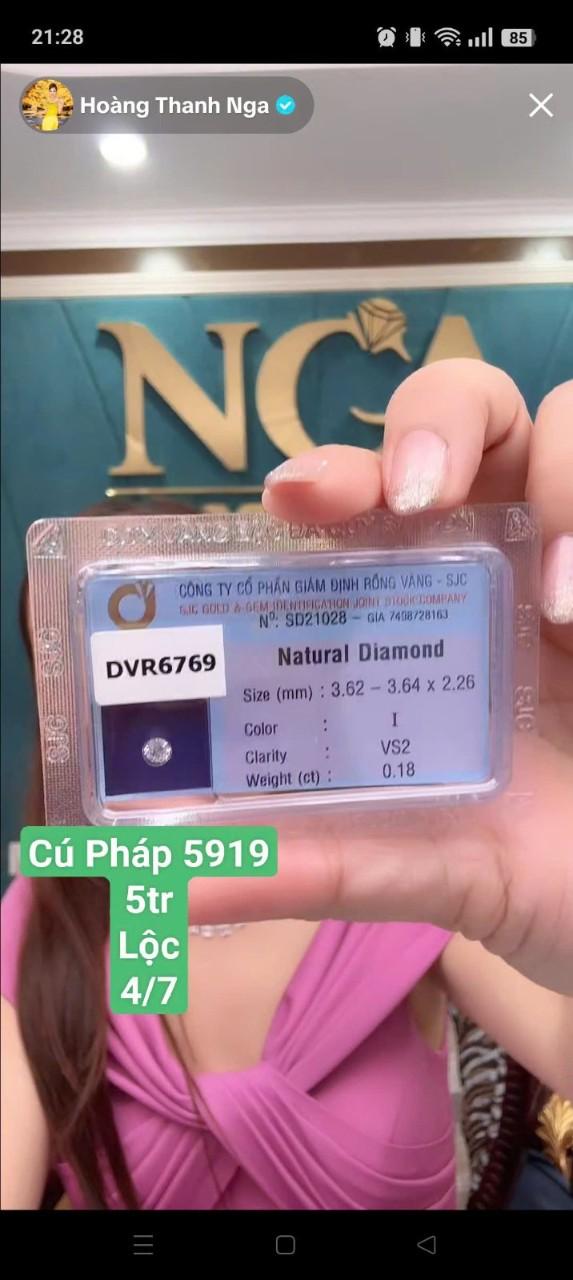 21:28
85
Hoàng Thanh Nga
NGA
CÔNG TY CỔ PHẦN GIÁM ĐỊNH RỒNG VÀNG - SJC
SJC GOLD & GEM IDENTIFICATION JOINT STOCK COMPANY
Nº: SD21028 - GIA 7498728163
DVR6769
Natural Diamond
Size (mm) : 3.62 - 3.64 x 2.26
Color : I
Clarity : VS2
Weight (ct) : 0.18
SJC
SJC
SJC
SJC
Cú Pháp 5919
5tr
Lộc
4/7